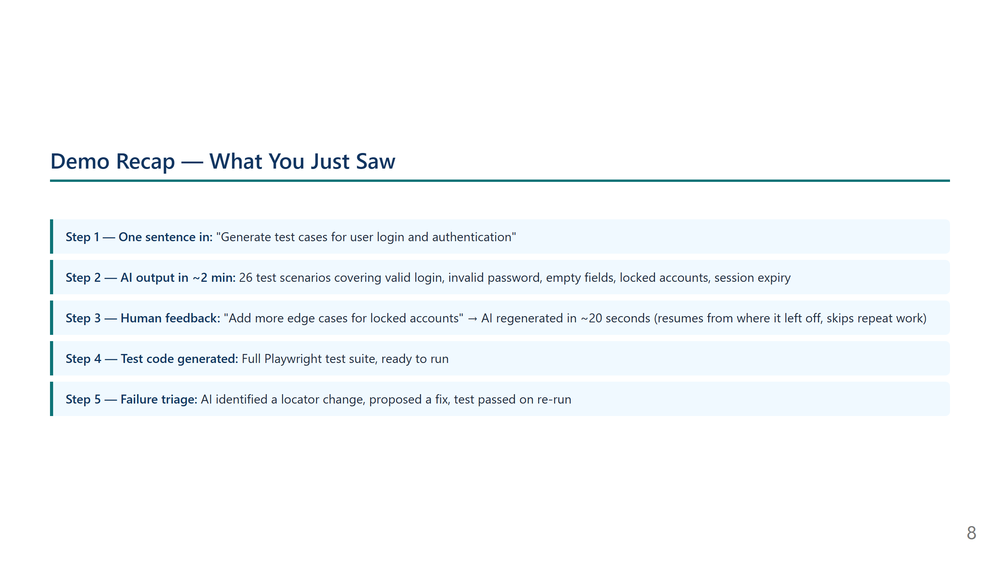 Demo Recap — What You Just Saw
Step 1 — One sentence in: "Generate test cases for user login and authentication"
Step 2 — AI output in ~2 min: 26 test scenarios covering valid login, invalid password, empty fields, locked accounts, session expiry
Step 3 — Human feedback: "Add more edge cases for locked accounts" → AI regenerated in ~20 seconds (resumes from where it left off, skips repeat work)
Step 4 — Test code generated: Full Playwright test suite, ready to run
Step 5 — Failure triage: AI identified a locator change, proposed a fix, test passed on re-run
8